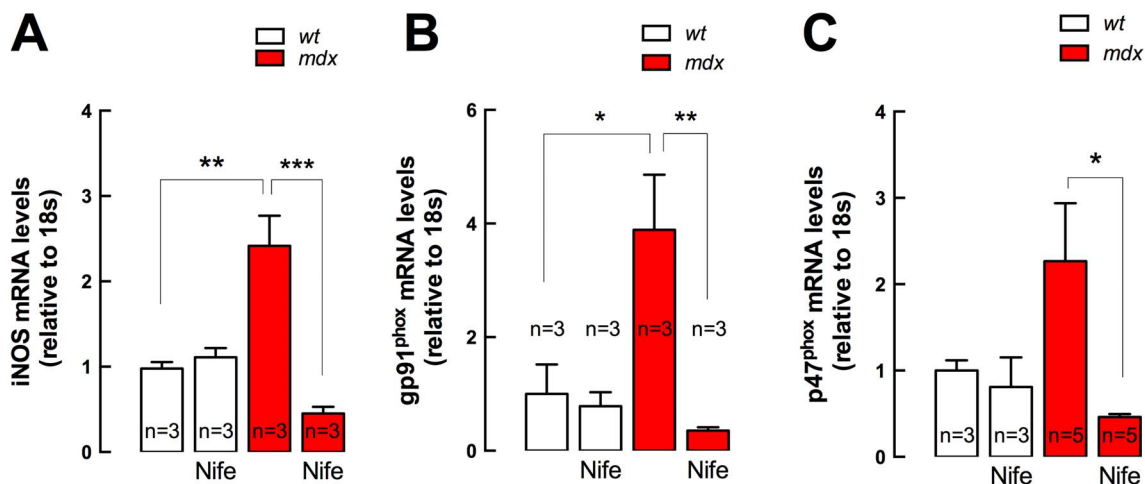 A
wt
mdx
iNOS mRNA levels
(relative to 18s)
4
3
2
1
0
**
***
n=3
n=3
n=3
n=3
Nife
Nife
B
wt
mdx
gp91phox mRNA levels
(relative to 18s)
6
4
2
0
*
**
n=3
n=3
n=3
n=3
Nife
Nife
C
wt
mdx
p47phox mRNA levels
(relative to 18s)
4
3
2
1
0
*
n=3
n=3
n=5
n=5
Nife
Nife